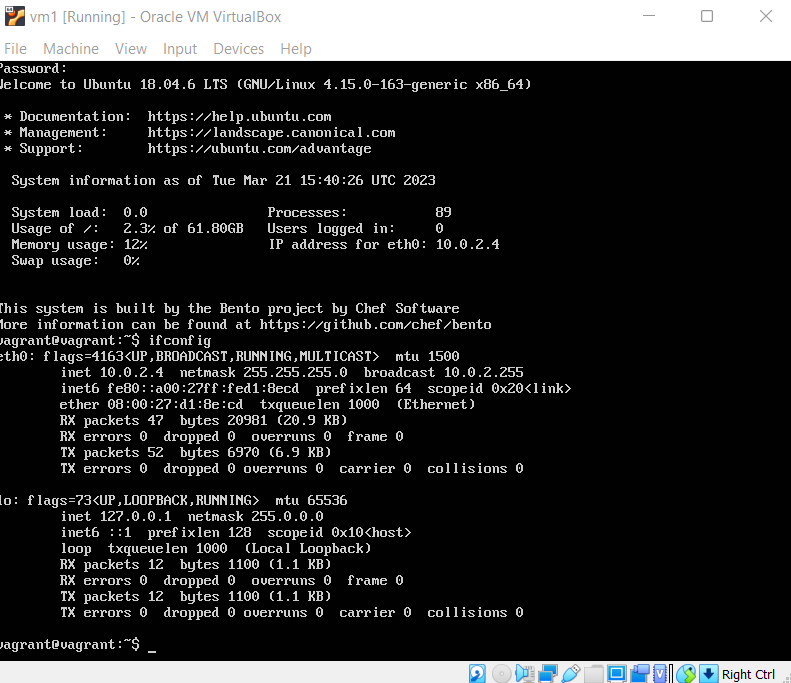 vm1 [Running] - Oracle VM VirtualBox
File Machine View Input Devices Help
Password:
Welcome to Ubuntu 18.04.6 LTS (GNU/Linux 4.15.0-163-generic x86_64)
* Documentation: https://help.ubuntu.com
* Management: https://landscape.canonical.com
* Support: https://ubuntu.com/advantage
System information as of Tue Mar 21 15:40:26 UTC 2023
System load: 0.0 Processes: 89
Usage of /: 2.3% of 61.80GB Users logged in: 0
Memory usage: 12% IP address for eth0: 10.0.2.4
Swap usage: 0%
This system is built by the Bento project by Chef Software
More information can be found at https://github.com/chef/bento
vagrant@vagrant:~$ ifconfig
eth0: flags=4163<UP,BROADCAST,RUNNING,MULTICAST> mtu 1500
inet 10.0.2.4 netmask 255.255.255.0 broadcast 10.0.2.255
inet6 fe80::a00:27ff:fed1:8ecd prefixlen 64 scopeid 0x20<link>
ether 08:00:27:d1:8e:cd txqueuelen 1000 (Ethernet)
RX packets 47 bytes 20981 (20.9 KB)
RX errors 0 dropped 0 overruns 0 frame 0
TX packets 52 bytes 6970 (6.9 KB)
TX errors 0 dropped 0 overruns 0 carrier 0 collisions 0
lo: flags=73<UP,LOOPBACK,RUNNING> mtu 65536
inet 127.0.0.1 netmask 255.0.0.0
inet6 ::1 prefixlen 128 scopeid 0x10<host>
loop txqueuelen 1000 (Local Loopback)
RX packets 12 bytes 1100 (1.1 KB)
RX errors 0 dropped 0 overruns 0 frame 0
TX packets 12 bytes 1100 (1.1 KB)
TX errors 0 dropped 0 overruns 0 carrier 0 collisions 0
vagrant@vagrant:~$ _
Right Ctrl